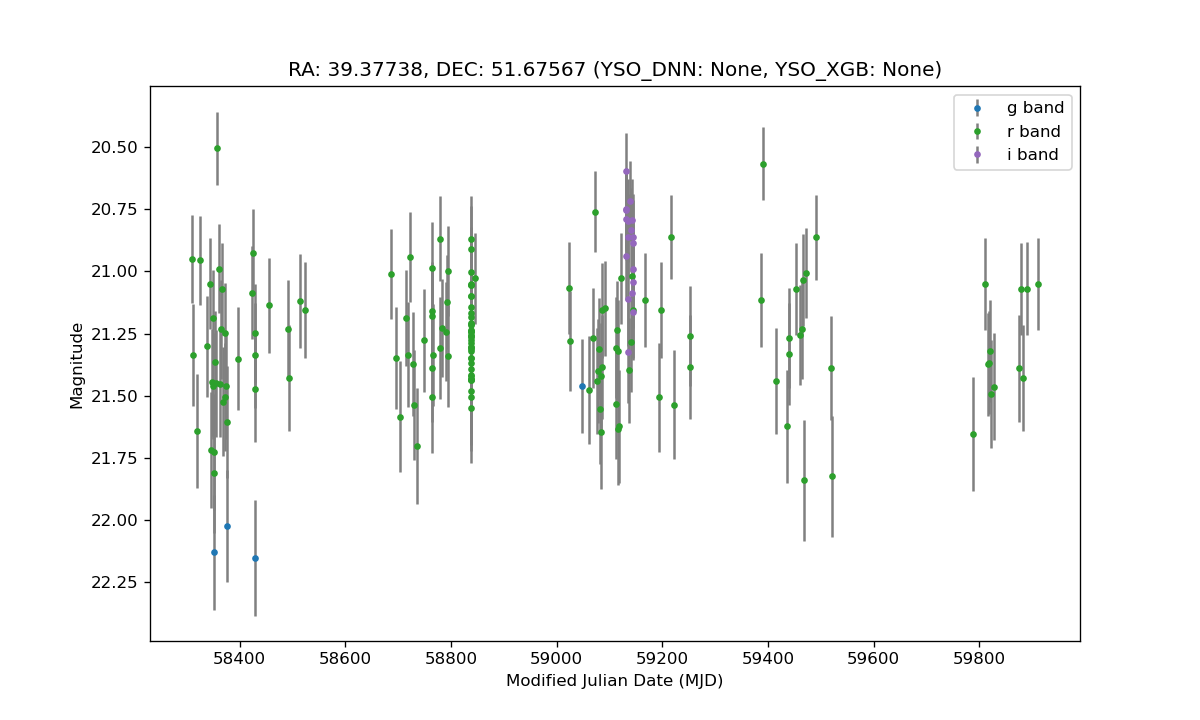 RA: 39.37738, DEC: 51.67567 (YSO_DNN: None, YSO_XGB: None)
g band
r band
i band
20.50
20.75
21.00
21.25
21.50
21.75
22.00
22.25
Magnitude
58400 58600 58800 59000 59200 59400 59600 59800
Modified Julian Date (MJD)